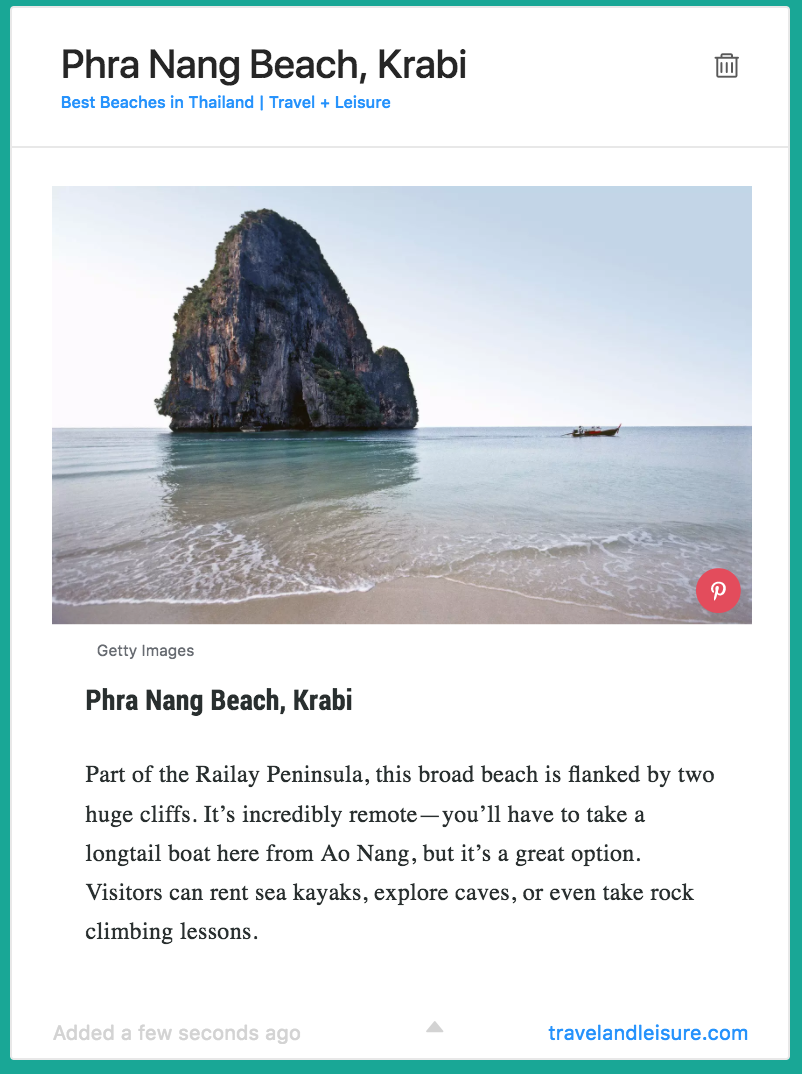 Phra Nang Beach, Krabi
Best Beaches in Thailand | Travel + Leisure
Getty Images
Phra Nang Beach, Krabi
Part of the Railay Peninsula, this broad beach is flanked by two
huge cliffs. It’s incredibly remote—you’ll have to take a
longtail boat here from Ao Nang, but it’s a great option.
Visitors can rent sea kayaks, explore caves, or even take rock
climbing lessons.
Added a few seconds ago
travelandleisure.com